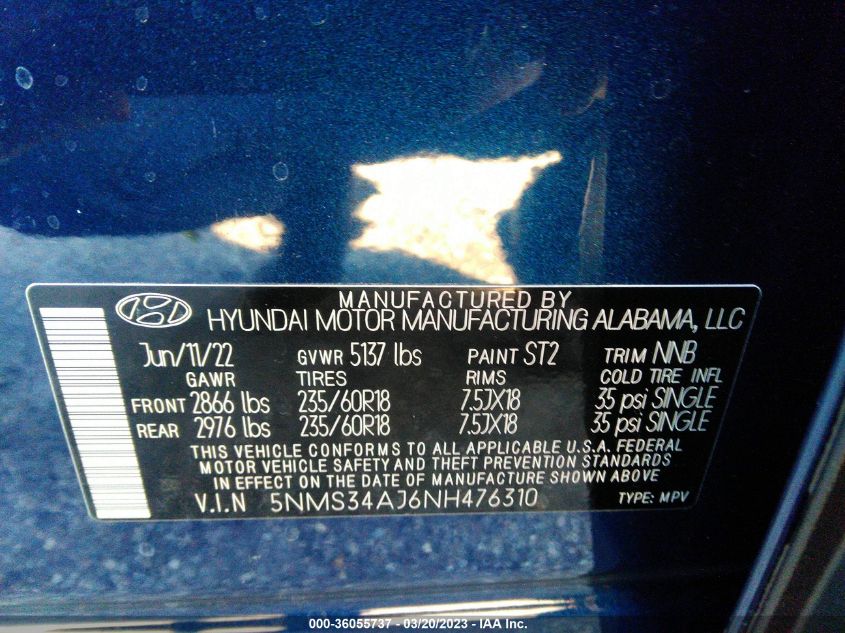 MANUFACTURED BY
HYUNDAI MOTOR MANUFACTURING ALABAMA, LLC
Jun/11/22 GVWR 5137 lbs PAINT ST2 TRIM NNB
GAWR TIRES RIMS COLD TIRE INFL
FRONT 2866 lbs 235/60R18 7.5JX18 35 psi SINGLE
REAR 2976 lbs 235/60R18 7.5JX18 35 psi SINGLE
THIS VEHICLE CONFORMS TO ALL APPLICABLE U.S.A. FEDERAL
MOTOR VEHICLE SAFETY AND THEFT PREVENTION STANDARDS
IN EFFECT ON THE DATE OF MANUFACTURE SHOWN ABOVE
V.I.N 5NMS34AJ6NH476310 TYPE: MPV
000-36055737 - 03/20/2023 - IAA Inc.